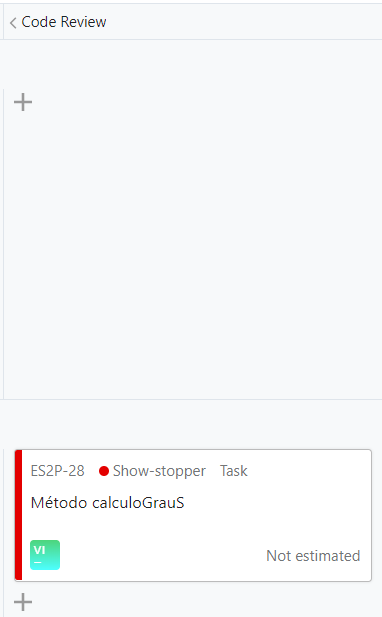 Code Review
ES2P-28 Show-stopper Task
Método calculoGrauS
VI
Not estimated